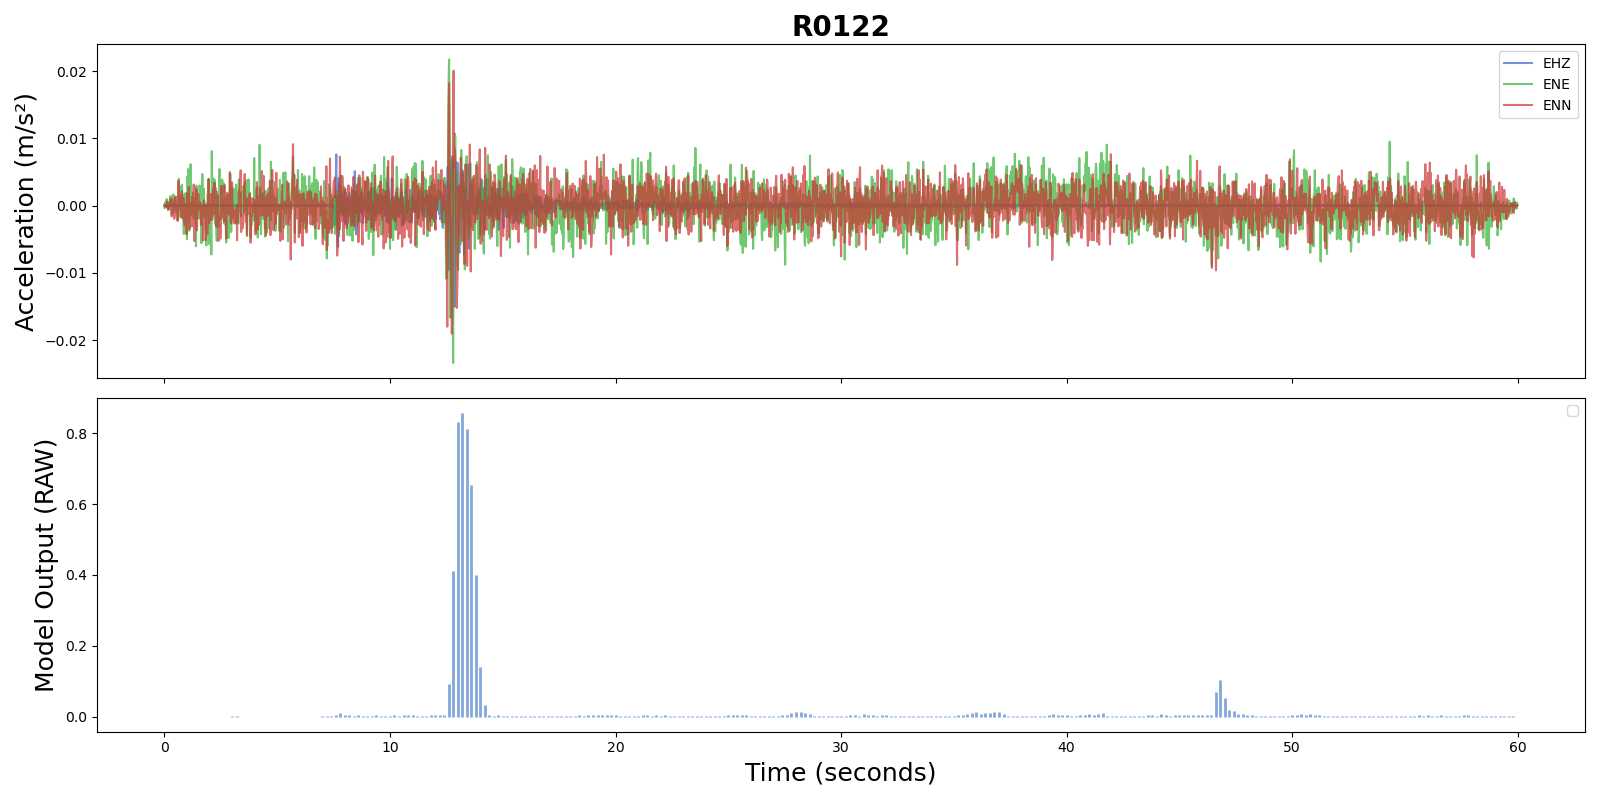 R0122
Acceleration (m/s²)
0.02
0.01
0.00
−0.01
−0.02
EHZ
ENE
ENN
Model Output (RAW)
0.8
0.6
0.4
0.2
0.0
0 10 20 30 40 50 60
Time (seconds)